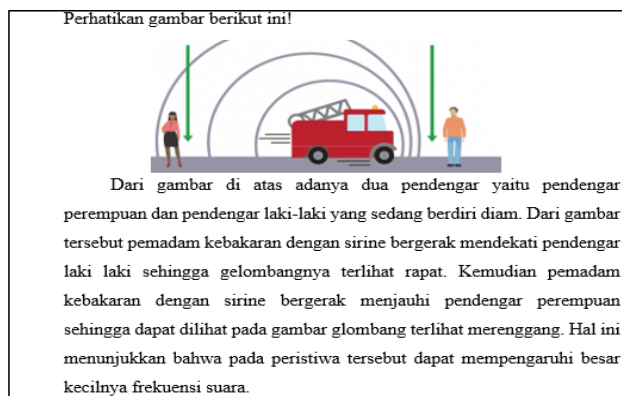 Perhatikan gambar berikut ini!
Dari gambar di atas adanya dua pendengar yaitu pendengar
perempuan dan pendengar laki-laki yang sedang berdiri diam. Dari gambar
tersebut pemadam kebakaran dengan sirine bergerak mendekati pendengar
laki laki sehingga gelombangnya terlihat rapat. Kemudian pemadam
kebakaran dengan sirine bergerak menjauhi pendengar perempuan
sehingga dapat dilihat pada gambar glombang terlihat merenggang. Hal ini
menunjukkan bahwa pada peristiwa tersebut dapat mempengaruhi besar
kecilnya frekuensi suara.